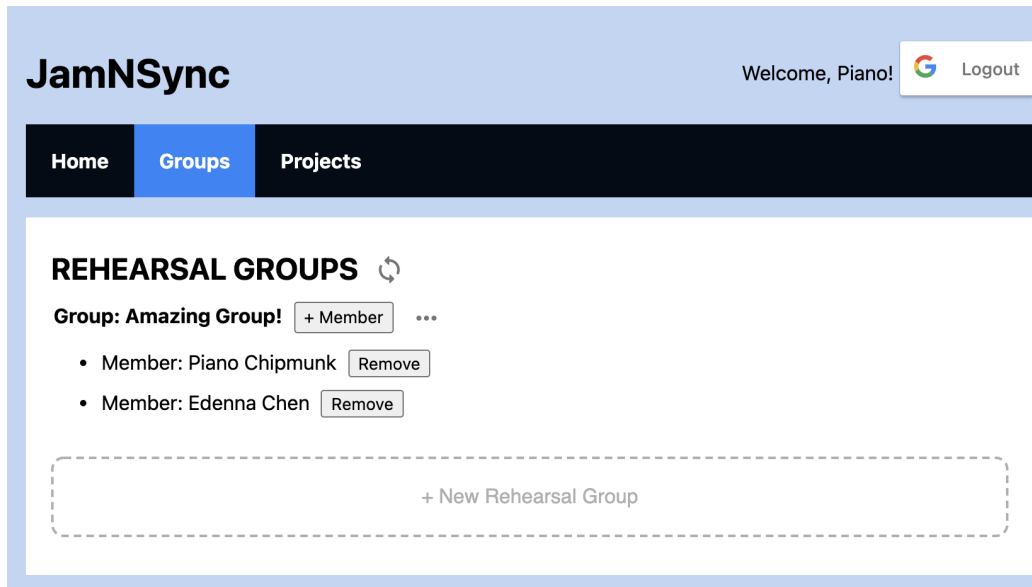 JamNSync
Welcome, Piano!
Logout
Home Groups Projects
REHEARSAL GROUPS
Group: Amazing Group! + Member •••
• Member: Piano Chipmunk Remove
• Member: Edenna Chen Remove
+ New Rehearsal Group